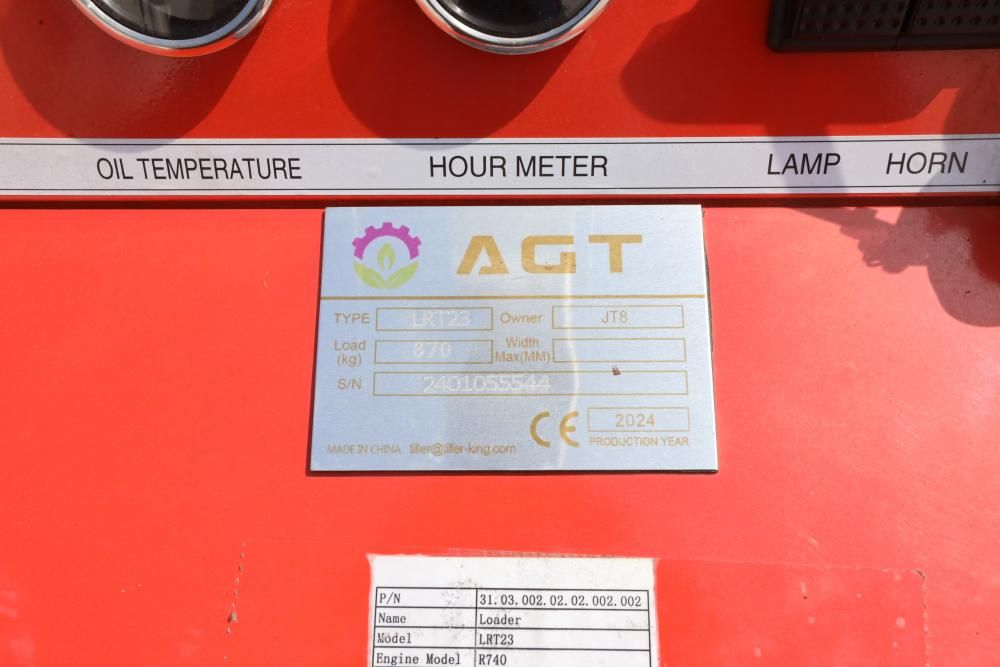 OIL TEMPERATURE HOUR METER LAMP HORN
AGT
TYPE LRT23 Owner JT8
Load (kg) 870 Width Max(MM)
S/N 2401055544
CE 2024
PRODUCTION YEAR
MADE IN CHINA tiller@tiller-king.com
P/N 31.03.002.02.02.002.002
Name Loader
Model LRT23
Engine Model R740